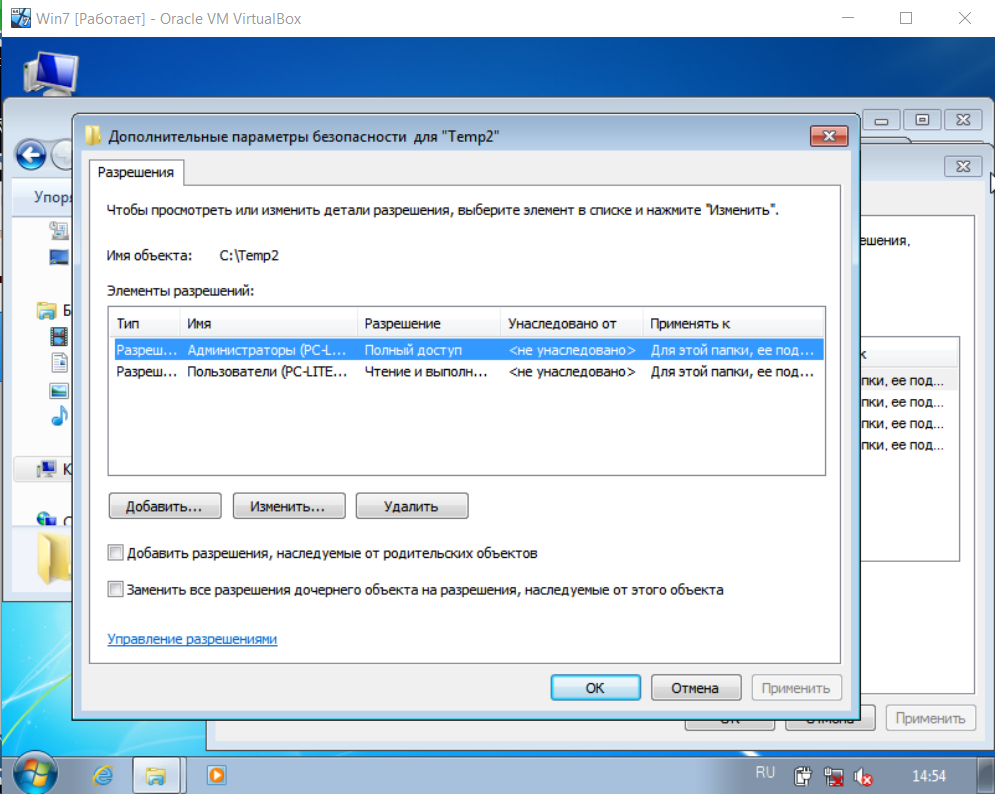 Win7 [Работает] - Oracle VM VirtualBox
Дополнительные параметры безопасности для "Temp2"
Разрешения
Чтобы просмотреть или изменить детали разрешения, выберите элемент в списке и нажмите "Изменить".
Имя объекта: C:\Temp2
Элементы разрешений:
Тип Имя Разрешение Унаследовано от Применять к
Разреш... Администраторы (PC-L... Полный доступ <не унаследовано> Для этой папки, ее под...
Разреш... Пользователи (PC-LITE... Чтение и выполн... <не унаследовано> Для этой папки, ее под...
Добавить... Изменить... Удалить
Добавить разрешения, наследуемые от родительских объектов
Заменить все разрешения дочернего объекта на разрешения, наследуемые от этого объекта
Управление разрешениями
ОК Отмена Применить
Упоря
ешения,
к
пки, ее под...
пки, ее под...
пки, ее под...
пки, ее под...
Применить
RU 14:54